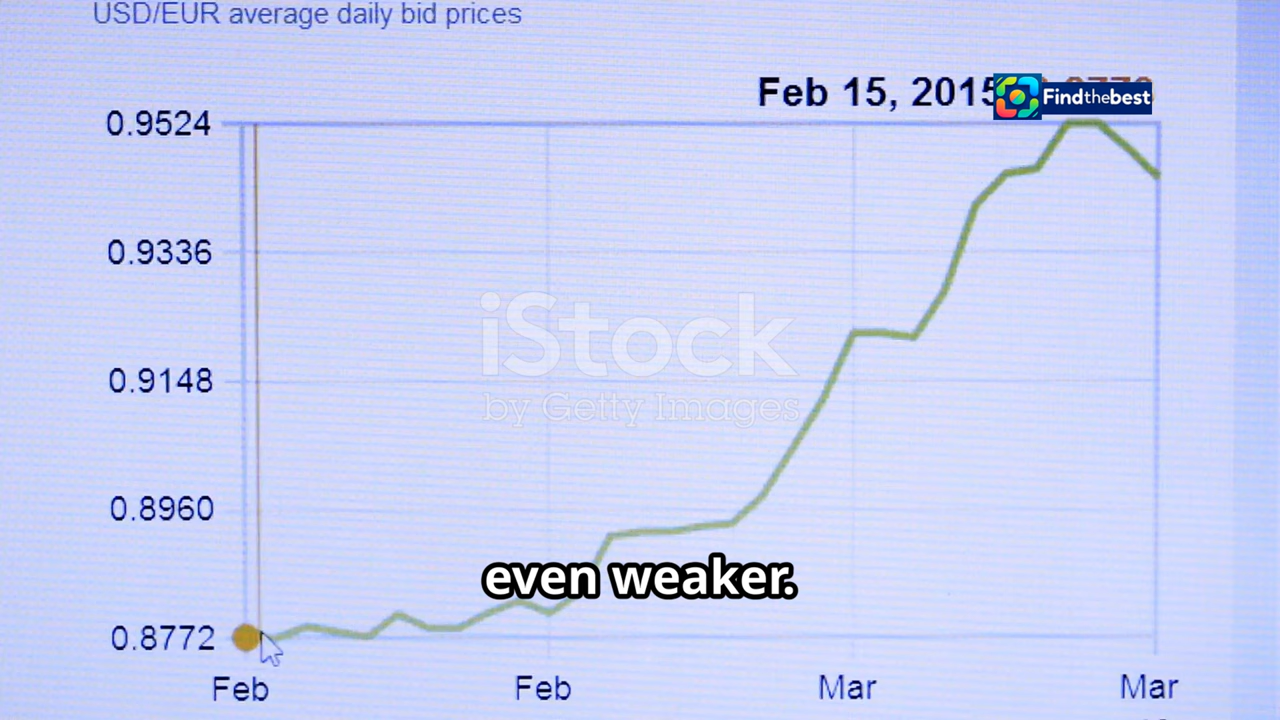 USD/EUR average daily bid prices
Feb 15, 2015
Findthebest
0.9524
0.9336
iStock
by Getty Images
0.9148
0.8960
even weaker.
0.8772
Feb
Feb
Mar
Mar